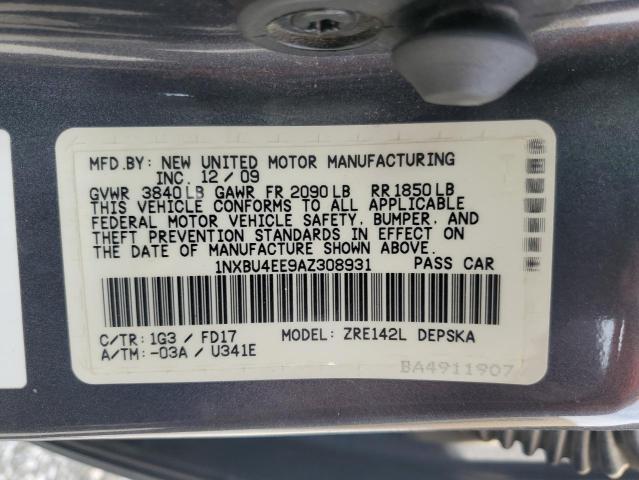 MFD.BY: NEW UNITED MOTOR MANUFACTURING
INC. 12/09
GVWR 3840LB GAWR FR 2090LB RR1850LB
THIS VEHICLE CONFORMS TO ALL APPLICABLE
FEDERAL MOTOR VEHICLE SAFETY, BUMPER, AND
THEFT PREVENTION STANDARDS IN EFFECT ON
THE DATE OF MANUFACTURE SHOWN ABOVE.
1NXBU4EE9AZ308931 PASS CAR
C/TR: 1G3 / FD17 MODEL: ZRE142L DEPSKA
A/TM: -03A / U341E
BA4911907